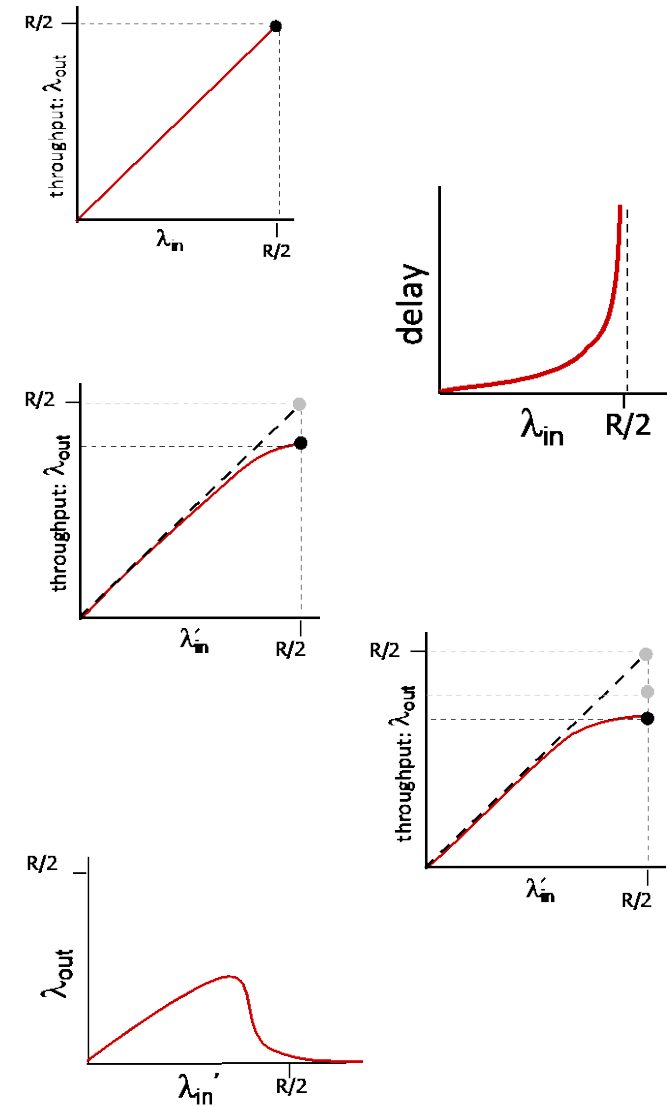 R/2
throughput: λout
λin
R/2
delay
λin
R/2
R/2
throughput: λout
λ'in
R/2
R/2
throughput: λout
λ'in
R/2
R/2
λout
λin'
R/2